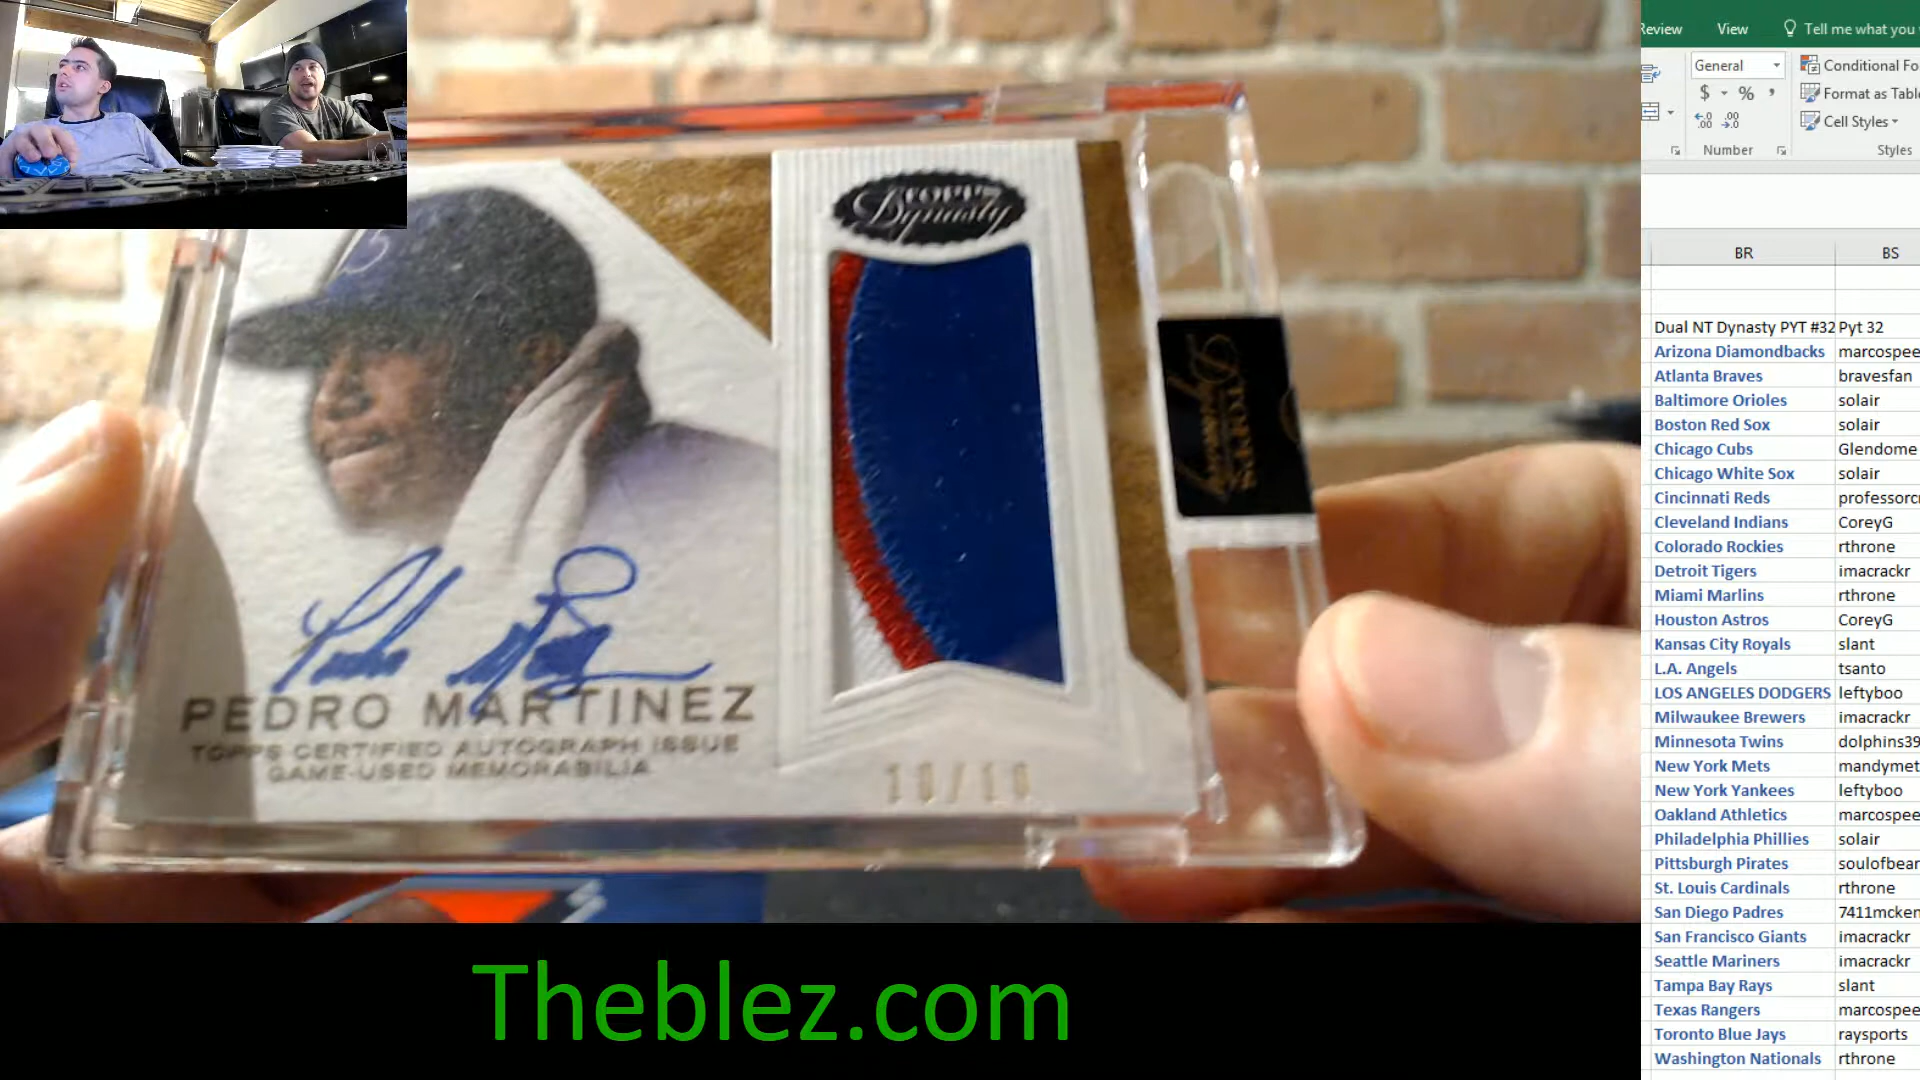 TOPPS
Dynasty
TOPPS
Dynasty
Pedro Martinez
PEDRO MARTINEZ
TOPPS CERTIFIED AUTOGRAPH ISSUE
GAME-USED MEMORABILIA
10/10
Theblez.com
Review View Tell me what you
General Conditional Fo
$ % , Format as Table
Cell Styles
Number Styles
BR BS
Dual NT Dynasty PYT #32 Pyt 32
Arizona Diamondbacks marcospee
Atlanta Braves bravesfan
Baltimore Orioles solair
Boston Red Sox solair
Chicago Cubs Glendome
Chicago White Sox solair
Cincinnati Reds professorc
Cleveland Indians CoreyG
Colorado Rockies rthrone
Detroit Tigers imacrackr
Miami Marlins rthrone
Houston Astros CoreyG
Kansas City Royals slant
L.A. Angels tsanto
LOS ANGELES DODGERS leftyboo
Milwaukee Brewers imacrackr
Minnesota Twins dolphins39
New York Mets mandymet
New York Yankees leftyboo
Oakland Athletics marcospee
Philadelphia Phillies solair
Pittsburgh Pirates soulofbear
St. Louis Cardinals rthrone
San Diego Padres 7411mcken
San Francisco Giants imacrackr
Seattle Mariners imacrackr
Tampa Bay Rays slant
Texas Rangers marcospee
Toronto Blue Jays raysports
Washington Nationals rthrone